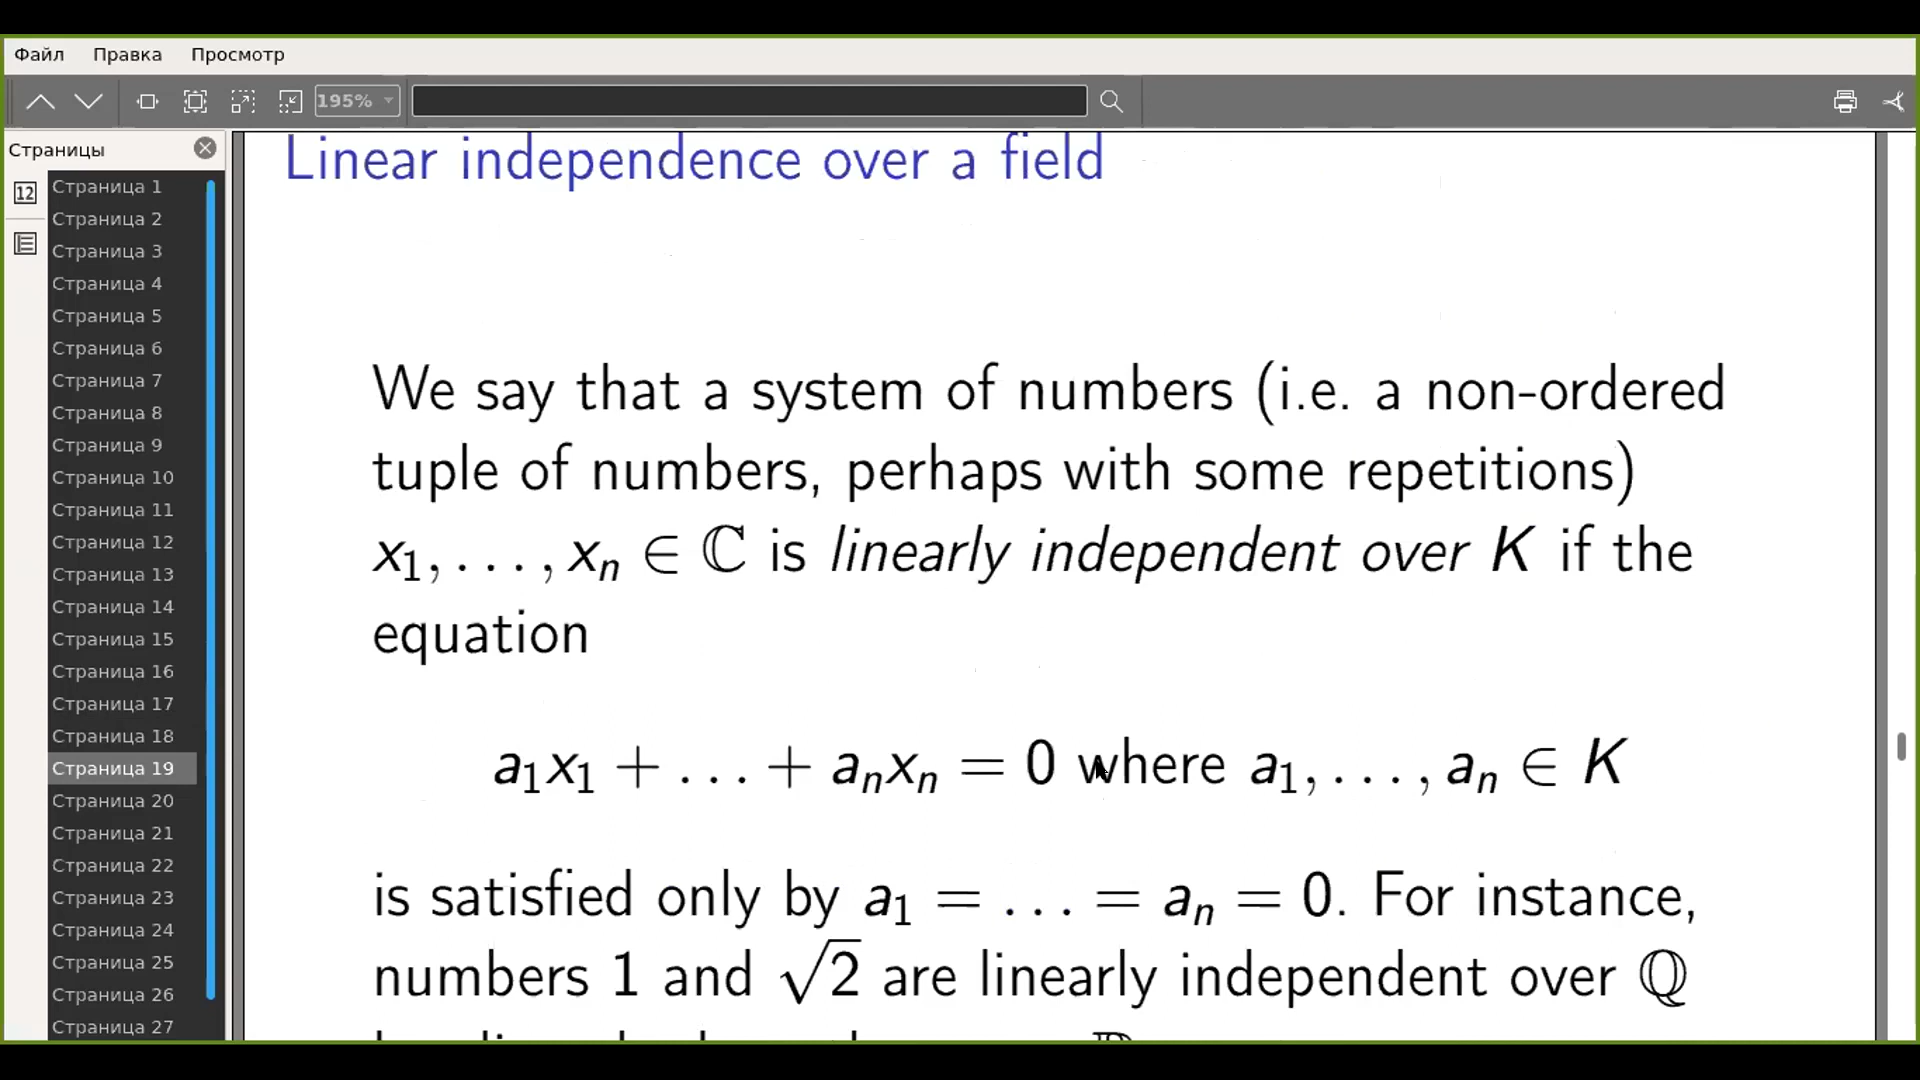 Файл Правка Просмотр
195%
Страницы
12
Страница 1
Страница 2
Страница 3
Страница 4
Страница 5
Страница 6
Страница 7
Страница 8
Страница 9
Страница 10
Страница 11
Страница 12
Страница 13
Страница 14
Страница 15
Страница 16
Страница 17
Страница 18
Страница 19
Страница 20
Страница 21
Страница 22
Страница 23
Страница 24
Страница 25
Страница 26
Страница 27
Linear independence over a field
We say that a system of numbers (i.e. a non-ordered
tuple of numbers, perhaps with some repetitions)
x₁, . . . , xₙ ∈ ℂ is linearly independent over K if the
equation
a₁x₁ + . . . + aₙxₙ = 0 where a₁, . . . , aₙ ∈ K
is satisfied only by a₁ = . . . = aₙ = 0. For instance,
numbers 1 and √2 are linearly independent over ℚ